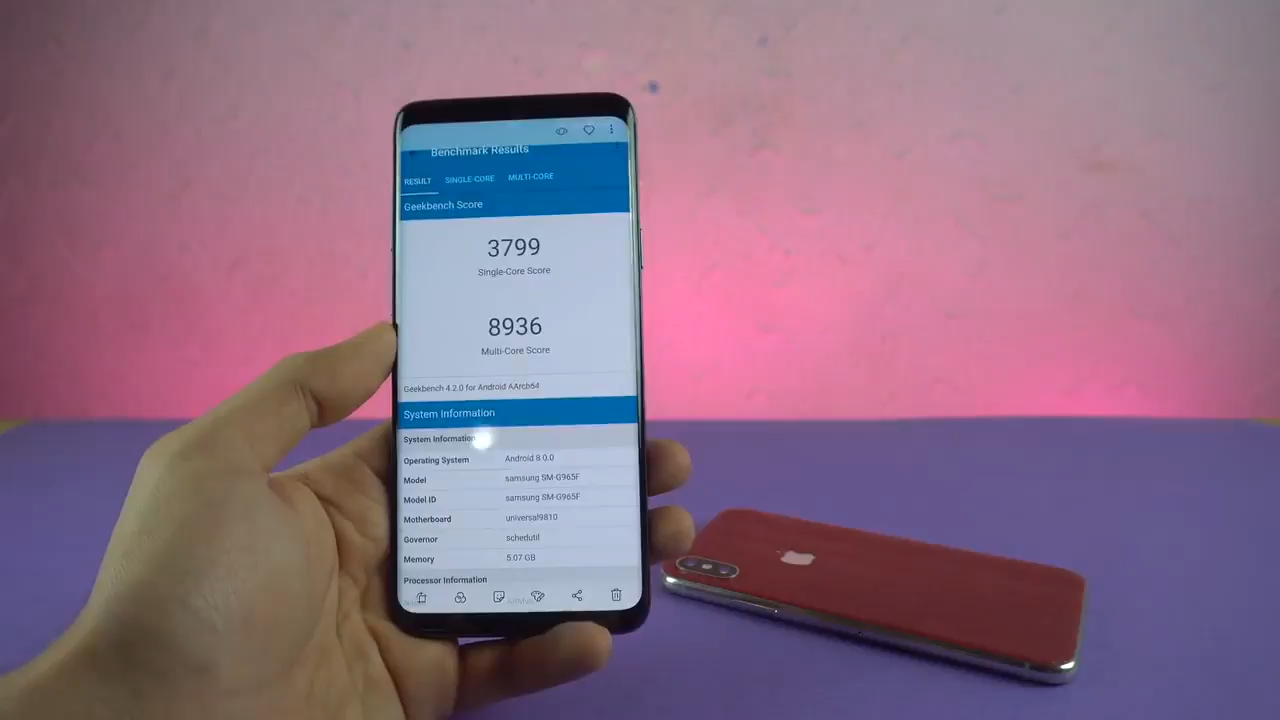 Benchmark Results
RESULT SINGLE-CORE MULTI-CORE
Geekbench Score
3799
Single-Core Score
8936
Multi-Core Score
Geekbench 4.2.0 for Android AArch64
System Information
System Information
Operating System Android 8.0.0
Model samsung SM-G965F
Model ID samsung SM-G965F
Motherboard universal9810
Governor schedutil
Memory 5.07 GB
Processor Information